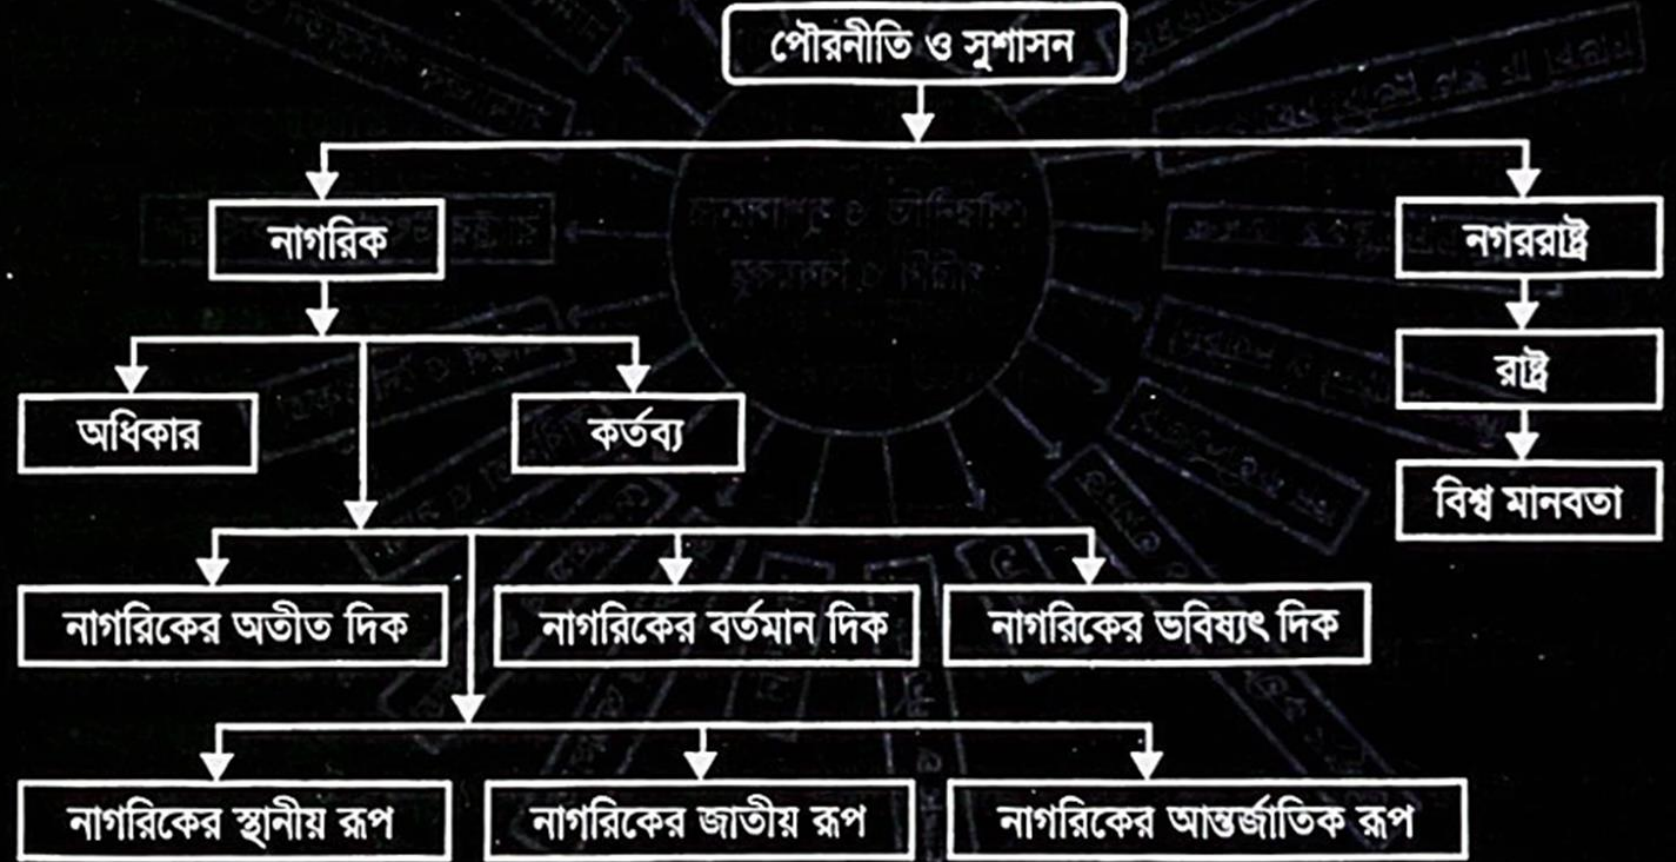 পৌরনীতি ও সুশাসন
নাগরিক
নগররাষ্ট্র
রাষ্ট্র
অধিকার
কর্তব্য
বিশ্ব মানবতা
নাগরিকের অতীত দিক
নাগরিকের বর্তমান দিক
নাগরিকের ভবিষ্যৎ দিক
নাগরিকের স্থানীয় রূপ
নাগরিকের জাতীয় রূপ
নাগরিকের আন্তর্জাতিক রূপ